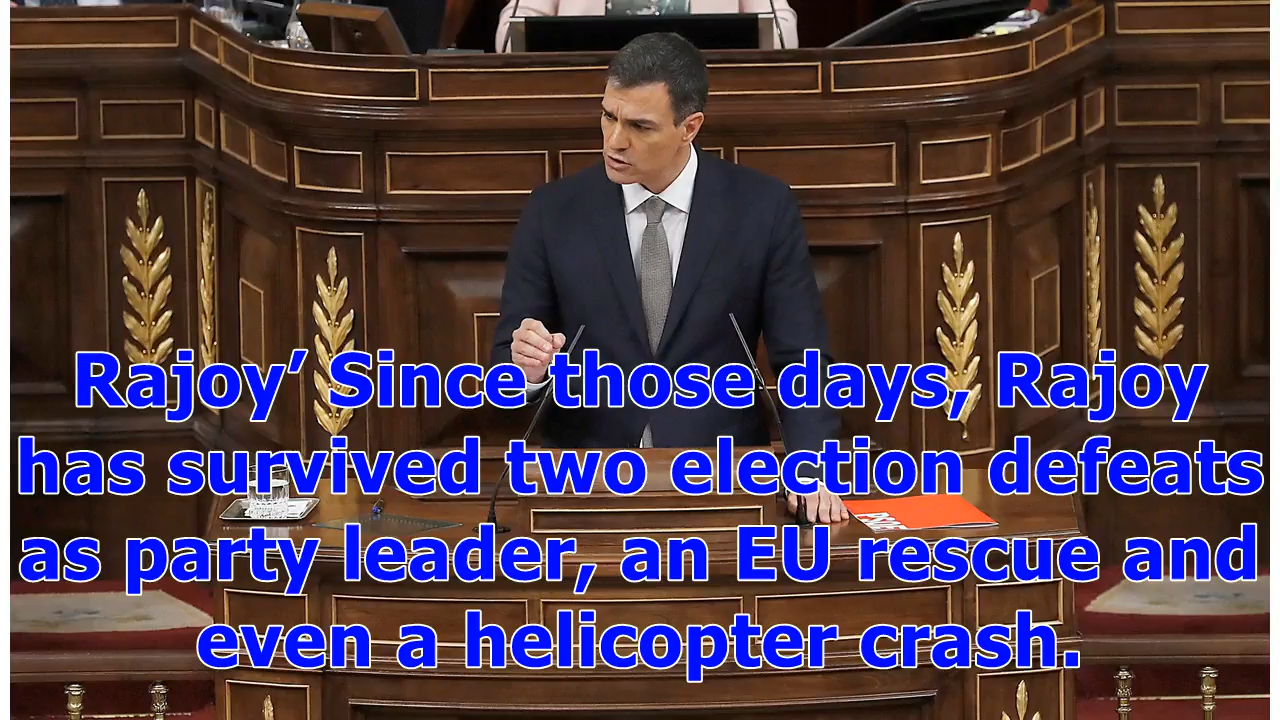 Rajoy’ Since those days, Rajoy
has survived two election defeats
as party leader, an EU rescue and
even a helicopter crash.